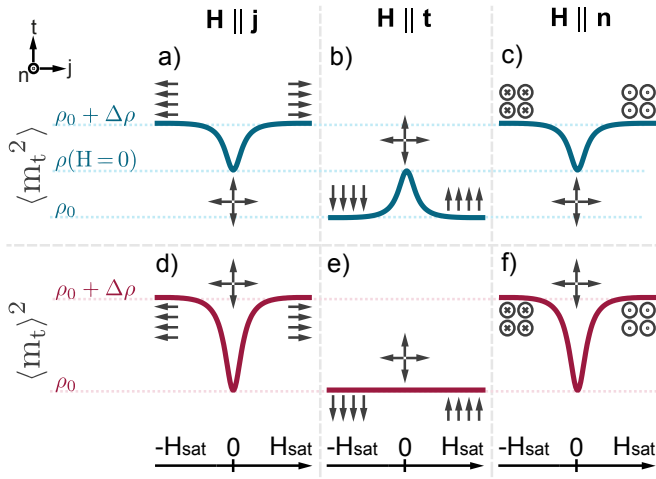 H ∥ j
H ∥ t
H ∥ n
t
n
j
a)
b)
c)
ρ₀ + Δρ
⟨mₜ²⟩
ρ(H = 0)
ρ₀
d)
e)
f)
ρ₀ + Δρ
⟨mₜ⟩²
ρ₀
-Hsat 0 Hsat
-Hsat 0 Hsat
-Hsat 0 Hsat